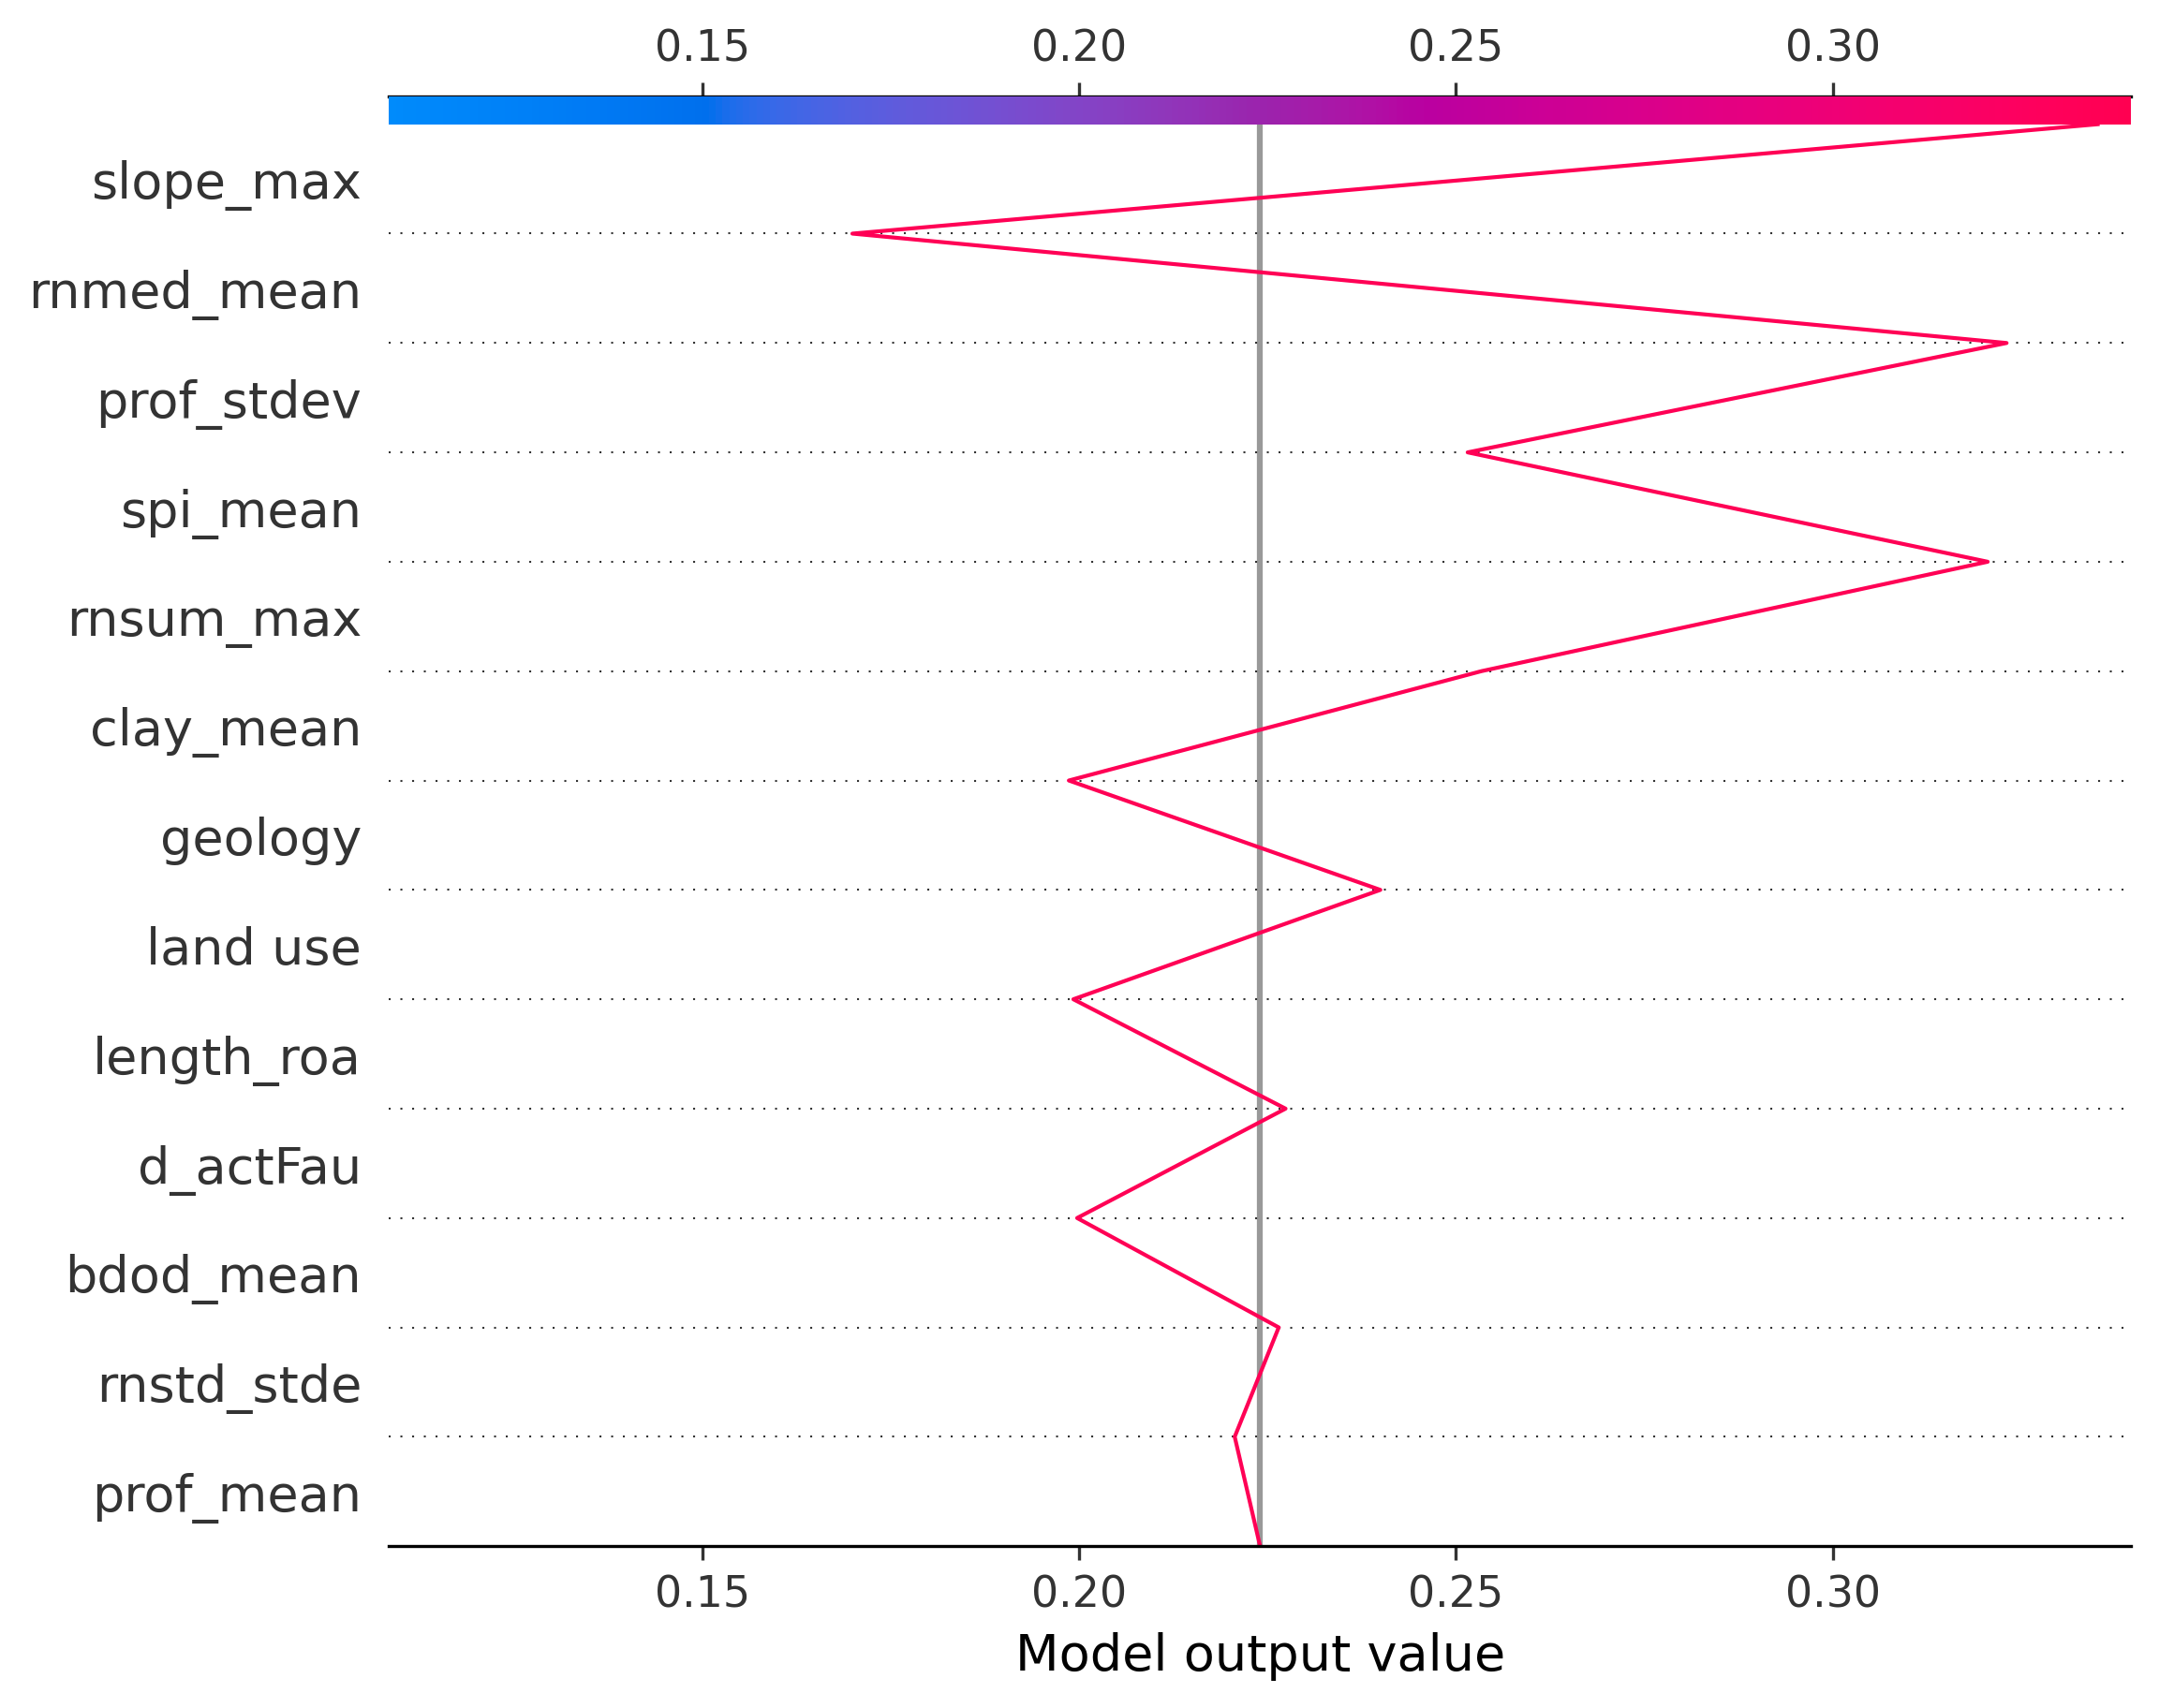 0.15 0.20 0.25 0.30
slope_max
rnmed_mean
prof_stdev
spi_mean
rnsum_max
clay_mean
geology
land use
length_roa
d_actFau
bdod_mean
rnstd_stde
prof_mean
0.15 0.20 0.25 0.30
Model output value